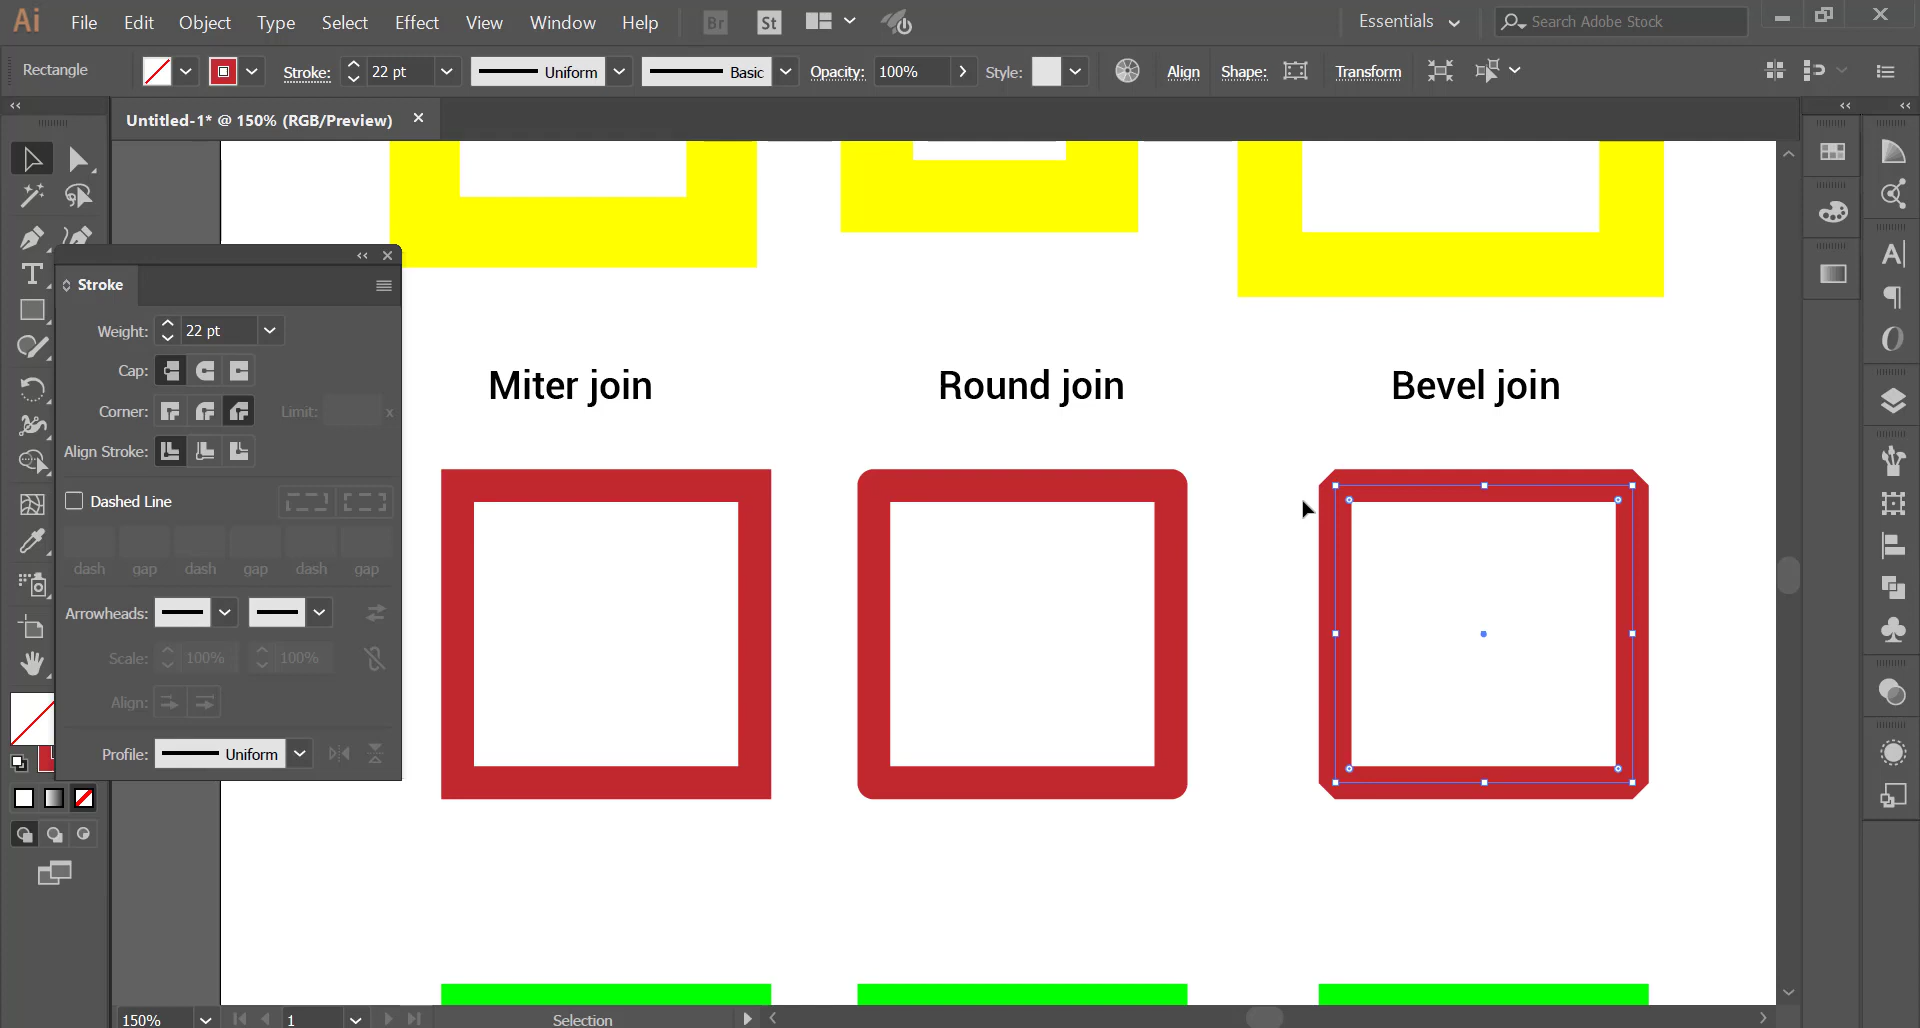 Ai File Edit Object Type Select Effect View Window Help Br St Essentials Search Adobe Stock
Rectangle Stroke: 22 pt Uniform Basic Opacity: 100% Style: Align Shape: Transform
Untitled-1* @ 150% (RGB/Preview)
Stroke
Weight: 22 pt
Cap:
Corner: Limit: x
Align Stroke:
Dashed Line
dash gap dash gap dash gap
Arrowheads:
Scale: 100% 100%
Align:
Profile: Uniform
Miter join Round join Bevel join
150% 1 Selection